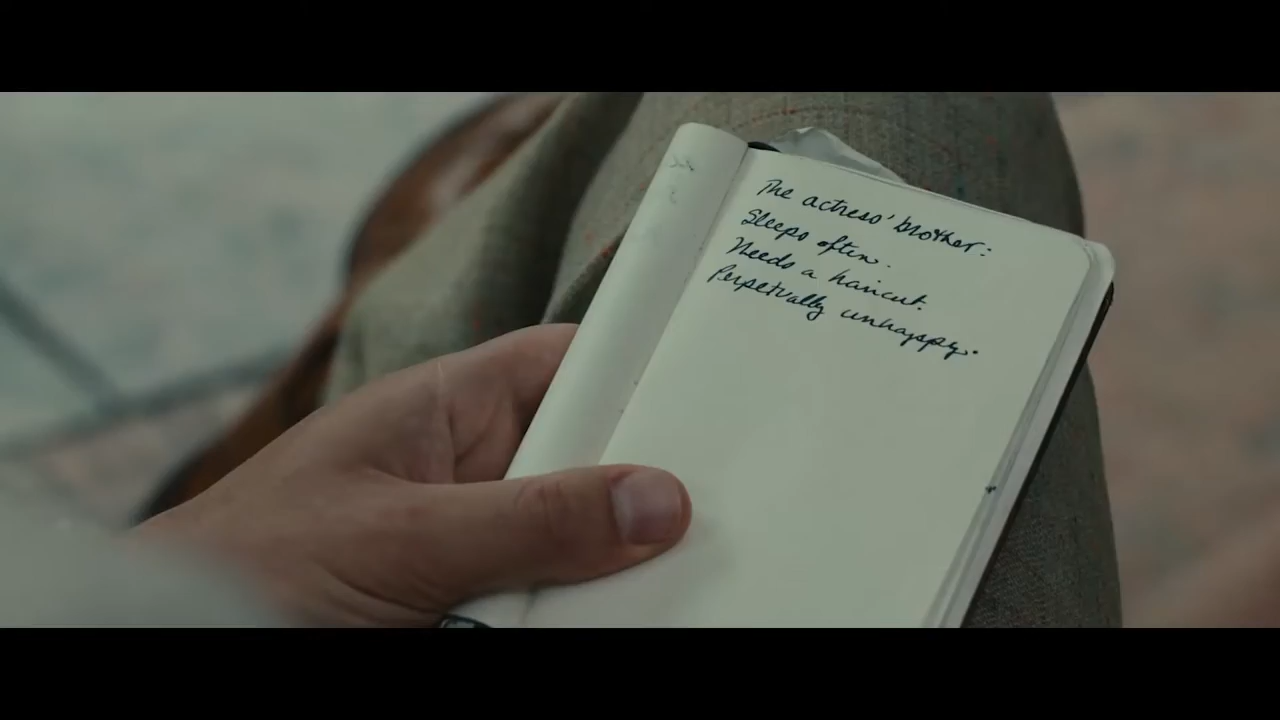 The actress' brother:
Sleeps often.
Needs a haircut.
Perpetually unhappy.